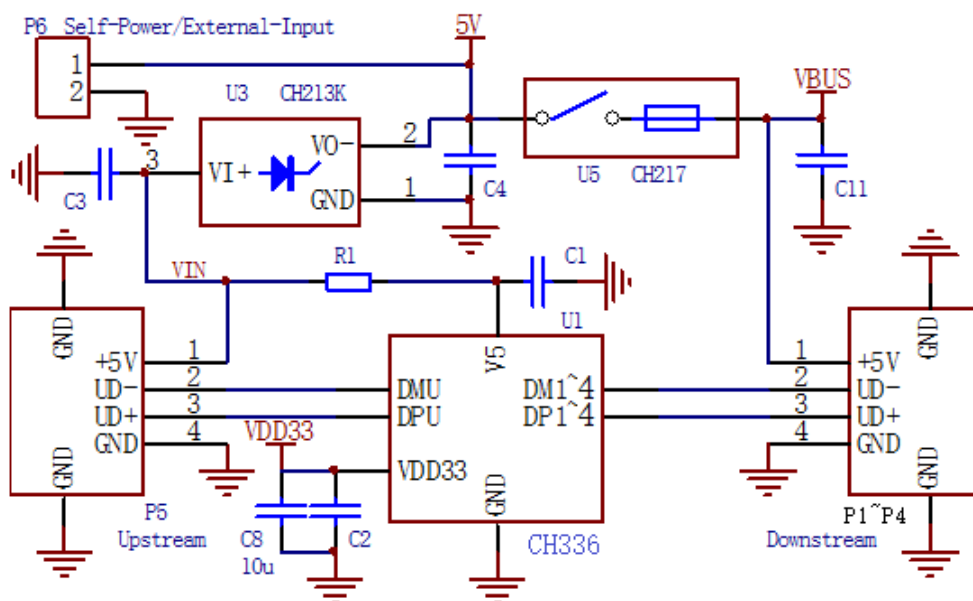 P6 Self-Power/External-Input
5V
1
2
U3 CH213K
VBUS
VO- 2
3 VI+
GND 1
C3
C4
U5 CH217
C11
VIN
R1
C1
U1
GND
+5V 1
UD- 2
UD+ 3
GND 4
GND
P5
Upstream
VDD33
C8
10u
C2
V5
DMU
DPU
VDD33
GND
DM1~4
DP1~4
CH336
GND
1 +5V
2 UD-
3 UD+
4 GND
GND
P1~P4
Downstream